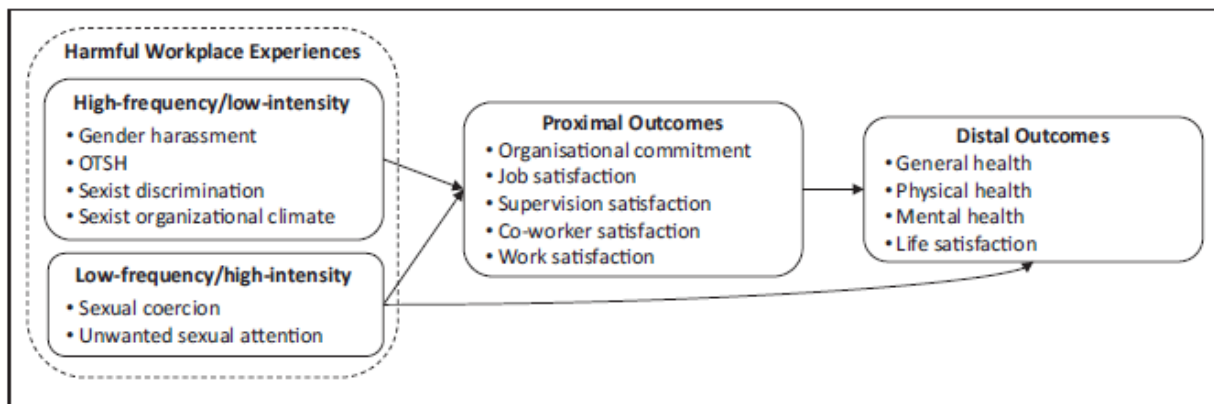 Harmful Workplace Experiences
High-frequency/low-intensity
• Gender harassment
• OTSH
• Sexist discrimination
• Sexist organizational climate
Low-frequency/high-intensity
• Sexual coercion
• Unwanted sexual attention
Proximal Outcomes
• Organisational commitment
• Job satisfaction
• Supervision satisfaction
• Co-worker satisfaction
• Work satisfaction
Distal Outcomes
• General health
• Physical health
• Mental health
• Life satisfaction